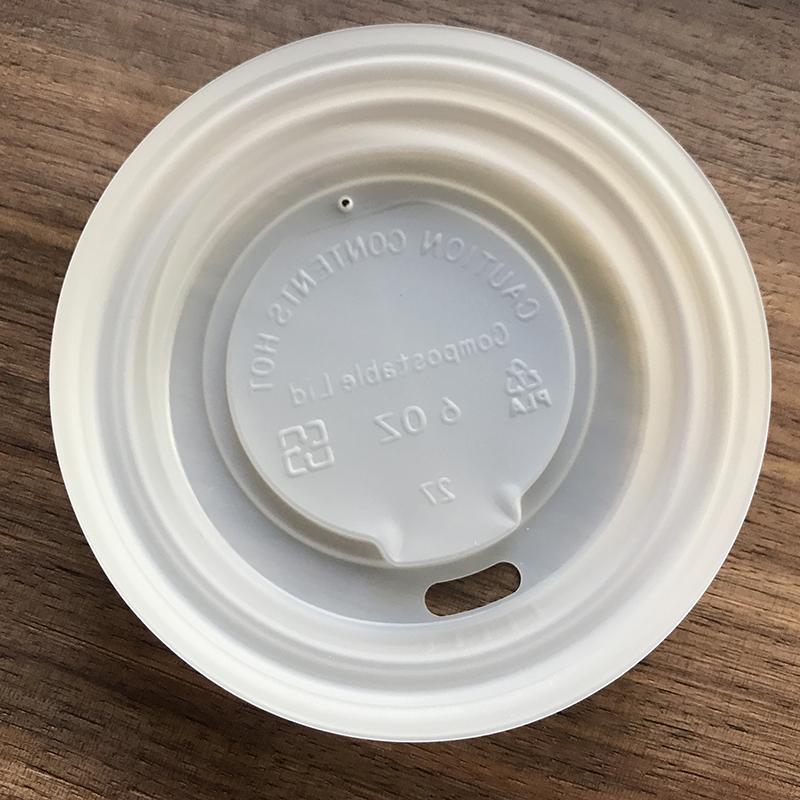 CAUTION CONTENTS HOT
Compostable Lid
6 OZ
PLA
27